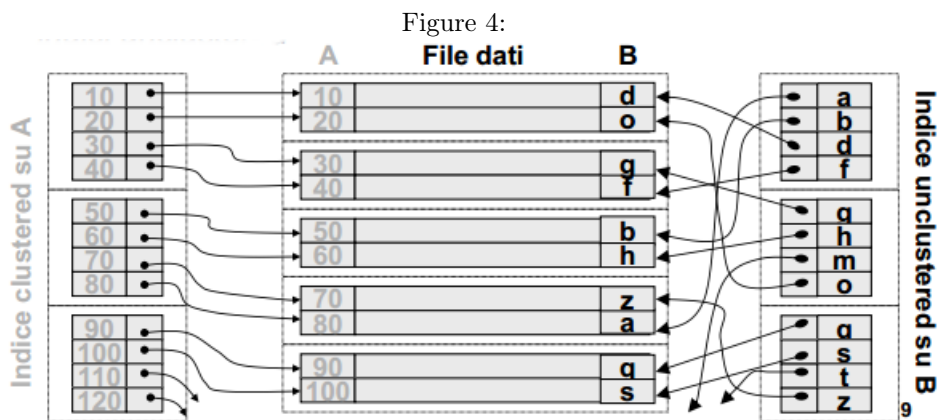 Figure 4:
A File dati B
Indice clustered su A
10 10 d a
20 20 o b
30 30 g d
40 40 f f
50 50 b g
60 60 h h
70 70 z m
80 80 a o
90 90 q q
100 100 s s
110 t
120 z
Indice unclustered su B
9